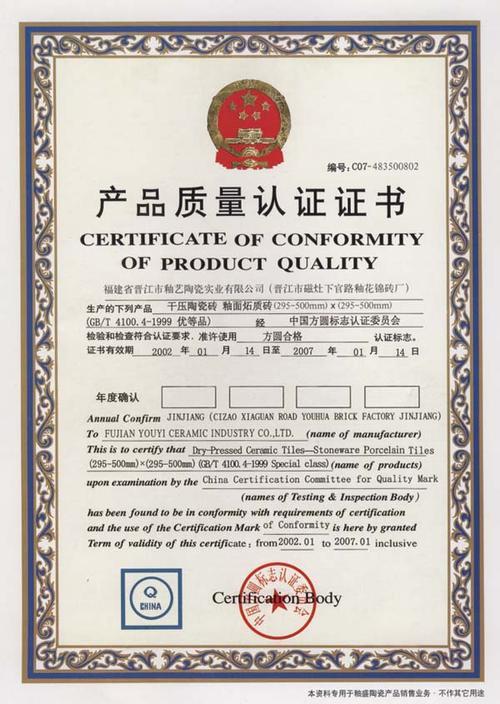 编号: C07-483500802
产品质量认证证书
CERTIFICATE OF CONFORMITY
OF PRODUCT QUALITY
福建省晋江市釉艺陶瓷实业有限公司（晋江市磁灶下官路釉花锦砖厂）
生产的下列产品 干压陶瓷砖 釉面炻质砖(295-500mm)x(295-500mm)
(GB/T 4100.4-1999 优等品) 经 中国方圆标志认证委员会
检验和检查符合认证要求，准许使用 方圆合格 认证标志。
证书有效期 2002 年 01 月 14 日至 2007 年 01 月 14 日
年度确认
Annual Confirm JINJIANG (CIZAO XIAGUAN ROAD YOUHUA BRICK FACTORY JINJIANG)
To FUJIAN YOUYI CERAMIC INDUSTRY CO.,LTD. (name of manufacturer)
This is to certify that Dry-Pressed Ceramic Tiles—Stoneware Porcelain Tiles
(295-500mm)×(295-500mm)(GB/T 4100.4-1999 Special class)(name of products)
upon examination by the China Certification Committee for Quality Mark
(names of Testing & Inspection Body)
has been found to be in conformity with requirements of certification
and the use of the Certification Mark of Conformity is here by granted
Term of validity of this certificate: from 2002.01 to 2007.01 inclusive
Q
CHINA
中国方圆标志认证委员会
Certification Body
本资料专用于釉盛陶瓷产品销售业务·不作其它用途